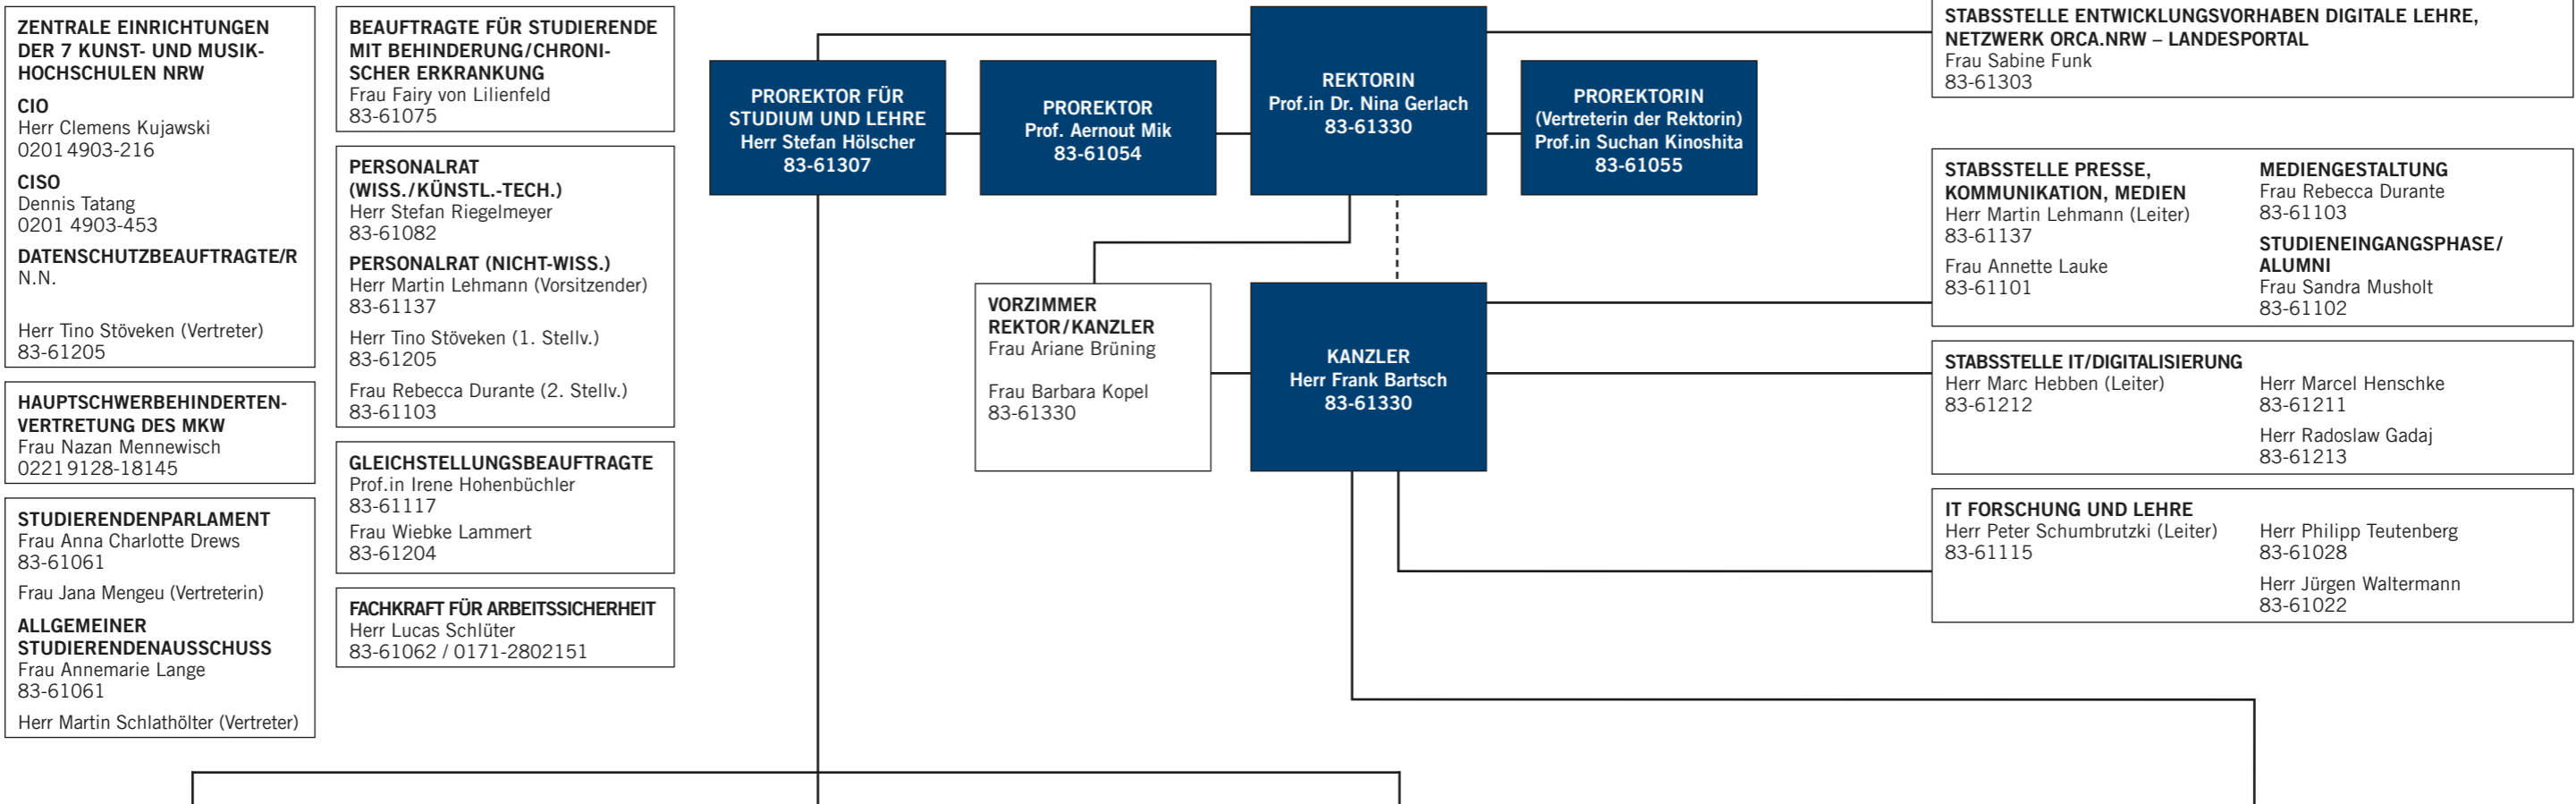 ZENTRALE EINRICHTUNGEN
DER 7 KUNST- UND MUSIK-
HOCHSCHULEN NRW
CIO
Herr Clemens Kujawski
0201 4903-216
CISO
Dennis Tatang
0201 4903-453
DATENSCHUTZBEAUFTRAGTE/R
N.N.
Herr Tino Stöveken (Vertreter)
83-61205
HAUPTSCHWERBEHINDERTEN-
VERTRETUNG DES MKW
Frau Nazan Mennewisch
0221 9128-18145
STUDIERENDENPARLAMENT
Frau Anna Charlotte Drews
83-61061
Frau Jana Mengeu (Vertreterin)
ALLGEMEINER
STUDIERENDENAUSSCHUSS
Frau Annemarie Lange
83-61061
Herr Martin Schlathölter (Vertreter)
BEAUFTRAGTE FÜR STUDIERENDE
MIT BEHINDERUNG/CHRONI-
SCHER ERKRANKUNG
Frau Fairy von Lilienfeld
83-61075
PERSONALRAT
(WISS./KÜNSTL.-TECH.)
Herr Stefan Riegelmeyer
83-61082
PERSONALRAT (NICHT-WISS.)
Herr Martin Lehmann (Vorsitzender)
83-61137
Herr Tino Stöveken (1. Stellv.)
83-61205
Frau Rebecca Durante (2. Stellv.)
83-61103
GLEICHSTELLUNGSBEAUFTRAGTE
Prof.in Irene Hohenbüchler
83-61117
Frau Wiebke Lammert
83-61204
FACHKRAFT FÜR ARBEITSSICHERHEIT
Herr Lucas Schlüter
83-61062 / 0171-2802151
PROREKTOR FÜR
STUDIUM UND LEHRE
Herr Stefan Hölscher
83-61307
PROREKTOR
Prof. Aernout Mik
83-61054
REKTORIN
Prof.in Dr. Nina Gerlach
83-61330
PROREKTORIN
(Vertreterin der Rektorin)
Prof.in Suchan Kinoshita
83-61055
VORZIMMER
REKTOR/KANZLER
Frau Ariane Brüning
Frau Barbara Kopel
83-61330
KANZLER
Herr Frank Bartsch
83-61330
STABSSTELLE ENTWICKLUNGSVORHABEN DIGITALE LEHRE,
NETZWERK ORCA.NRW – LANDESPORTAL
Frau Sabine Funk
83-61303
STABSSTELLE PRESSE,
KOMMUNIKATION, MEDIEN
Herr Martin Lehmann (Leiter)
83-61137
Frau Annette Lauke
83-61101
MEDIENGESTALTUNG
Frau Rebecca Durante
83-61103
STUDIENEINGANGSPHASE/
ALUMNI
Frau Sandra Musholt
83-61102
STABSSTELLE IT/DIGITALISIERUNG
Herr Marc Hebben (Leiter)
83-61212
Herr Marcel Henschke
83-61211
Herr Radoslaw Gadaj
83-61213
IT FORSCHUNG UND LEHRE
Herr Peter Schumbrutzki (Leiter)
83-61115
Herr Philipp Teutenberg
83-61028
Herr Jürgen Waltermann
83-61022